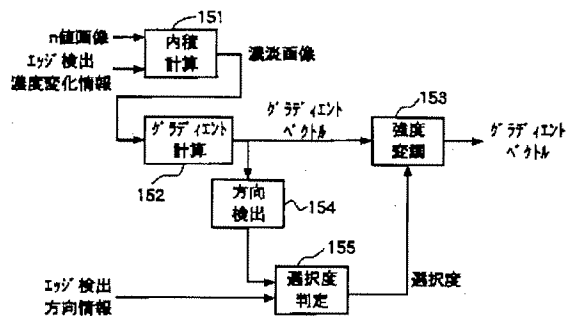 151
n値画像
内積
計算
エッジ検出
濃度変化情報
濃淡画像
153
グラディエント
ベクトル
グラディエント
計算
強度
変調
グラディエント
ベクトル
152
方向
検出
154
155
選択度
判定
選択度
エッジ検出
方向情報